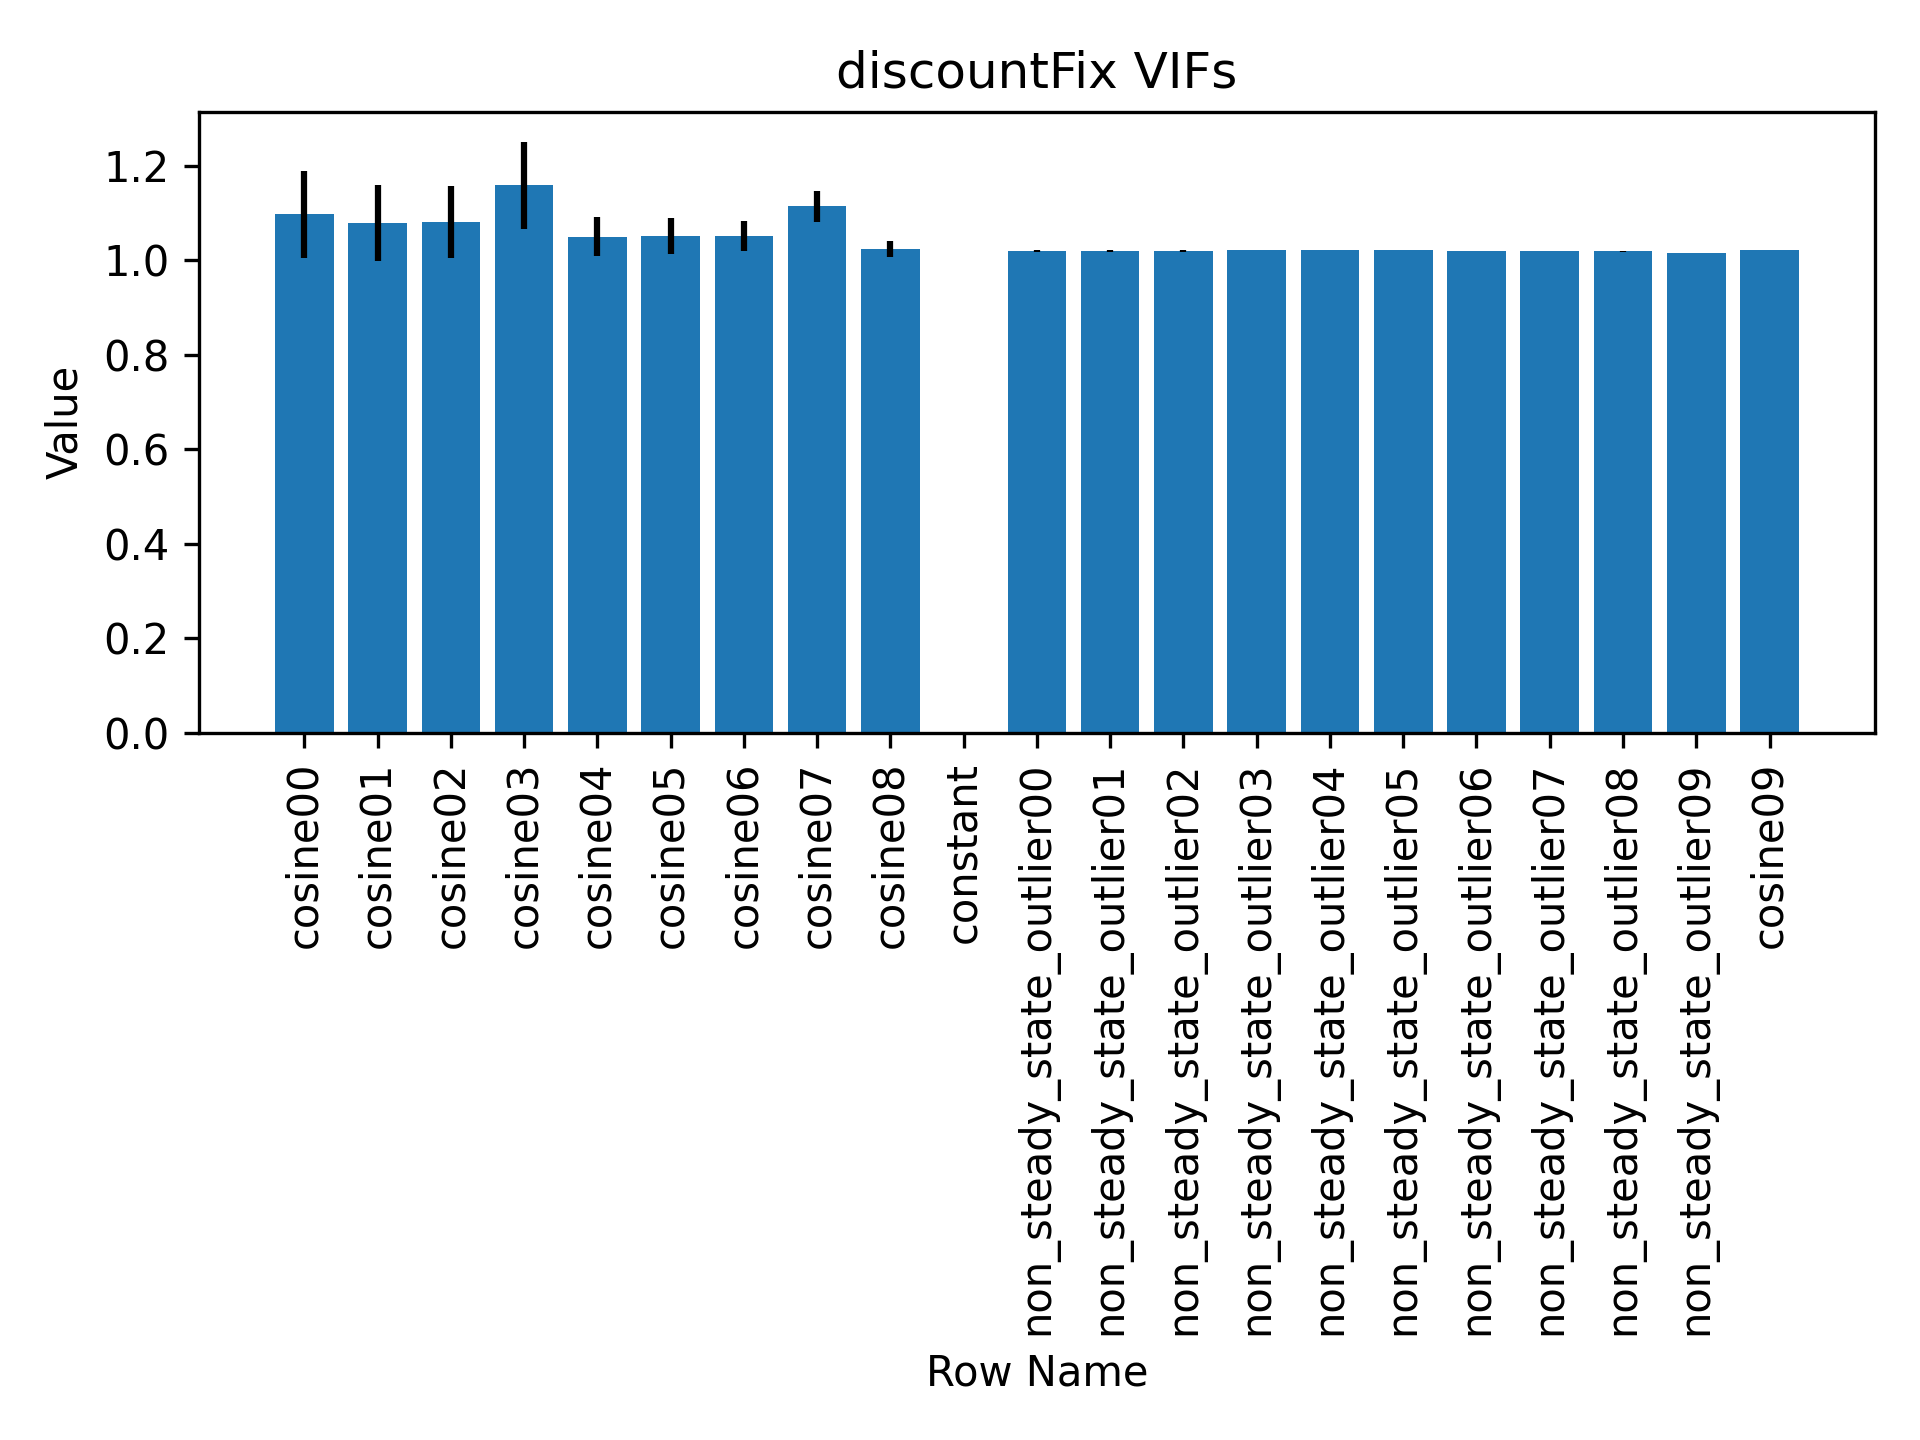 discountFix VIFs
Value
1.2
1.0
0.8
0.6
0.4
0.2
0.0
cosine00
cosine01
cosine02
cosine03
cosine04
cosine05
cosine06
cosine07
cosine08
constant
non_steady_state_outlier00
non_steady_state_outlier01
non_steady_state_outlier02
non_steady_state_outlier03
non_steady_state_outlier04
non_steady_state_outlier05
non_steady_state_outlier06
non_steady_state_outlier07
non_steady_state_outlier08
non_steady_state_outlier09
cosine09
Row Name